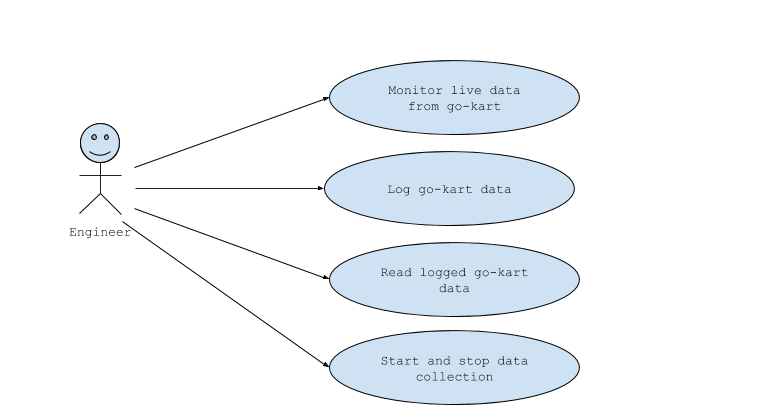 Monitor live data
from go-kart
Log go-kart data
Engineer
Read logged go-kart
data
Start and stop data
collection